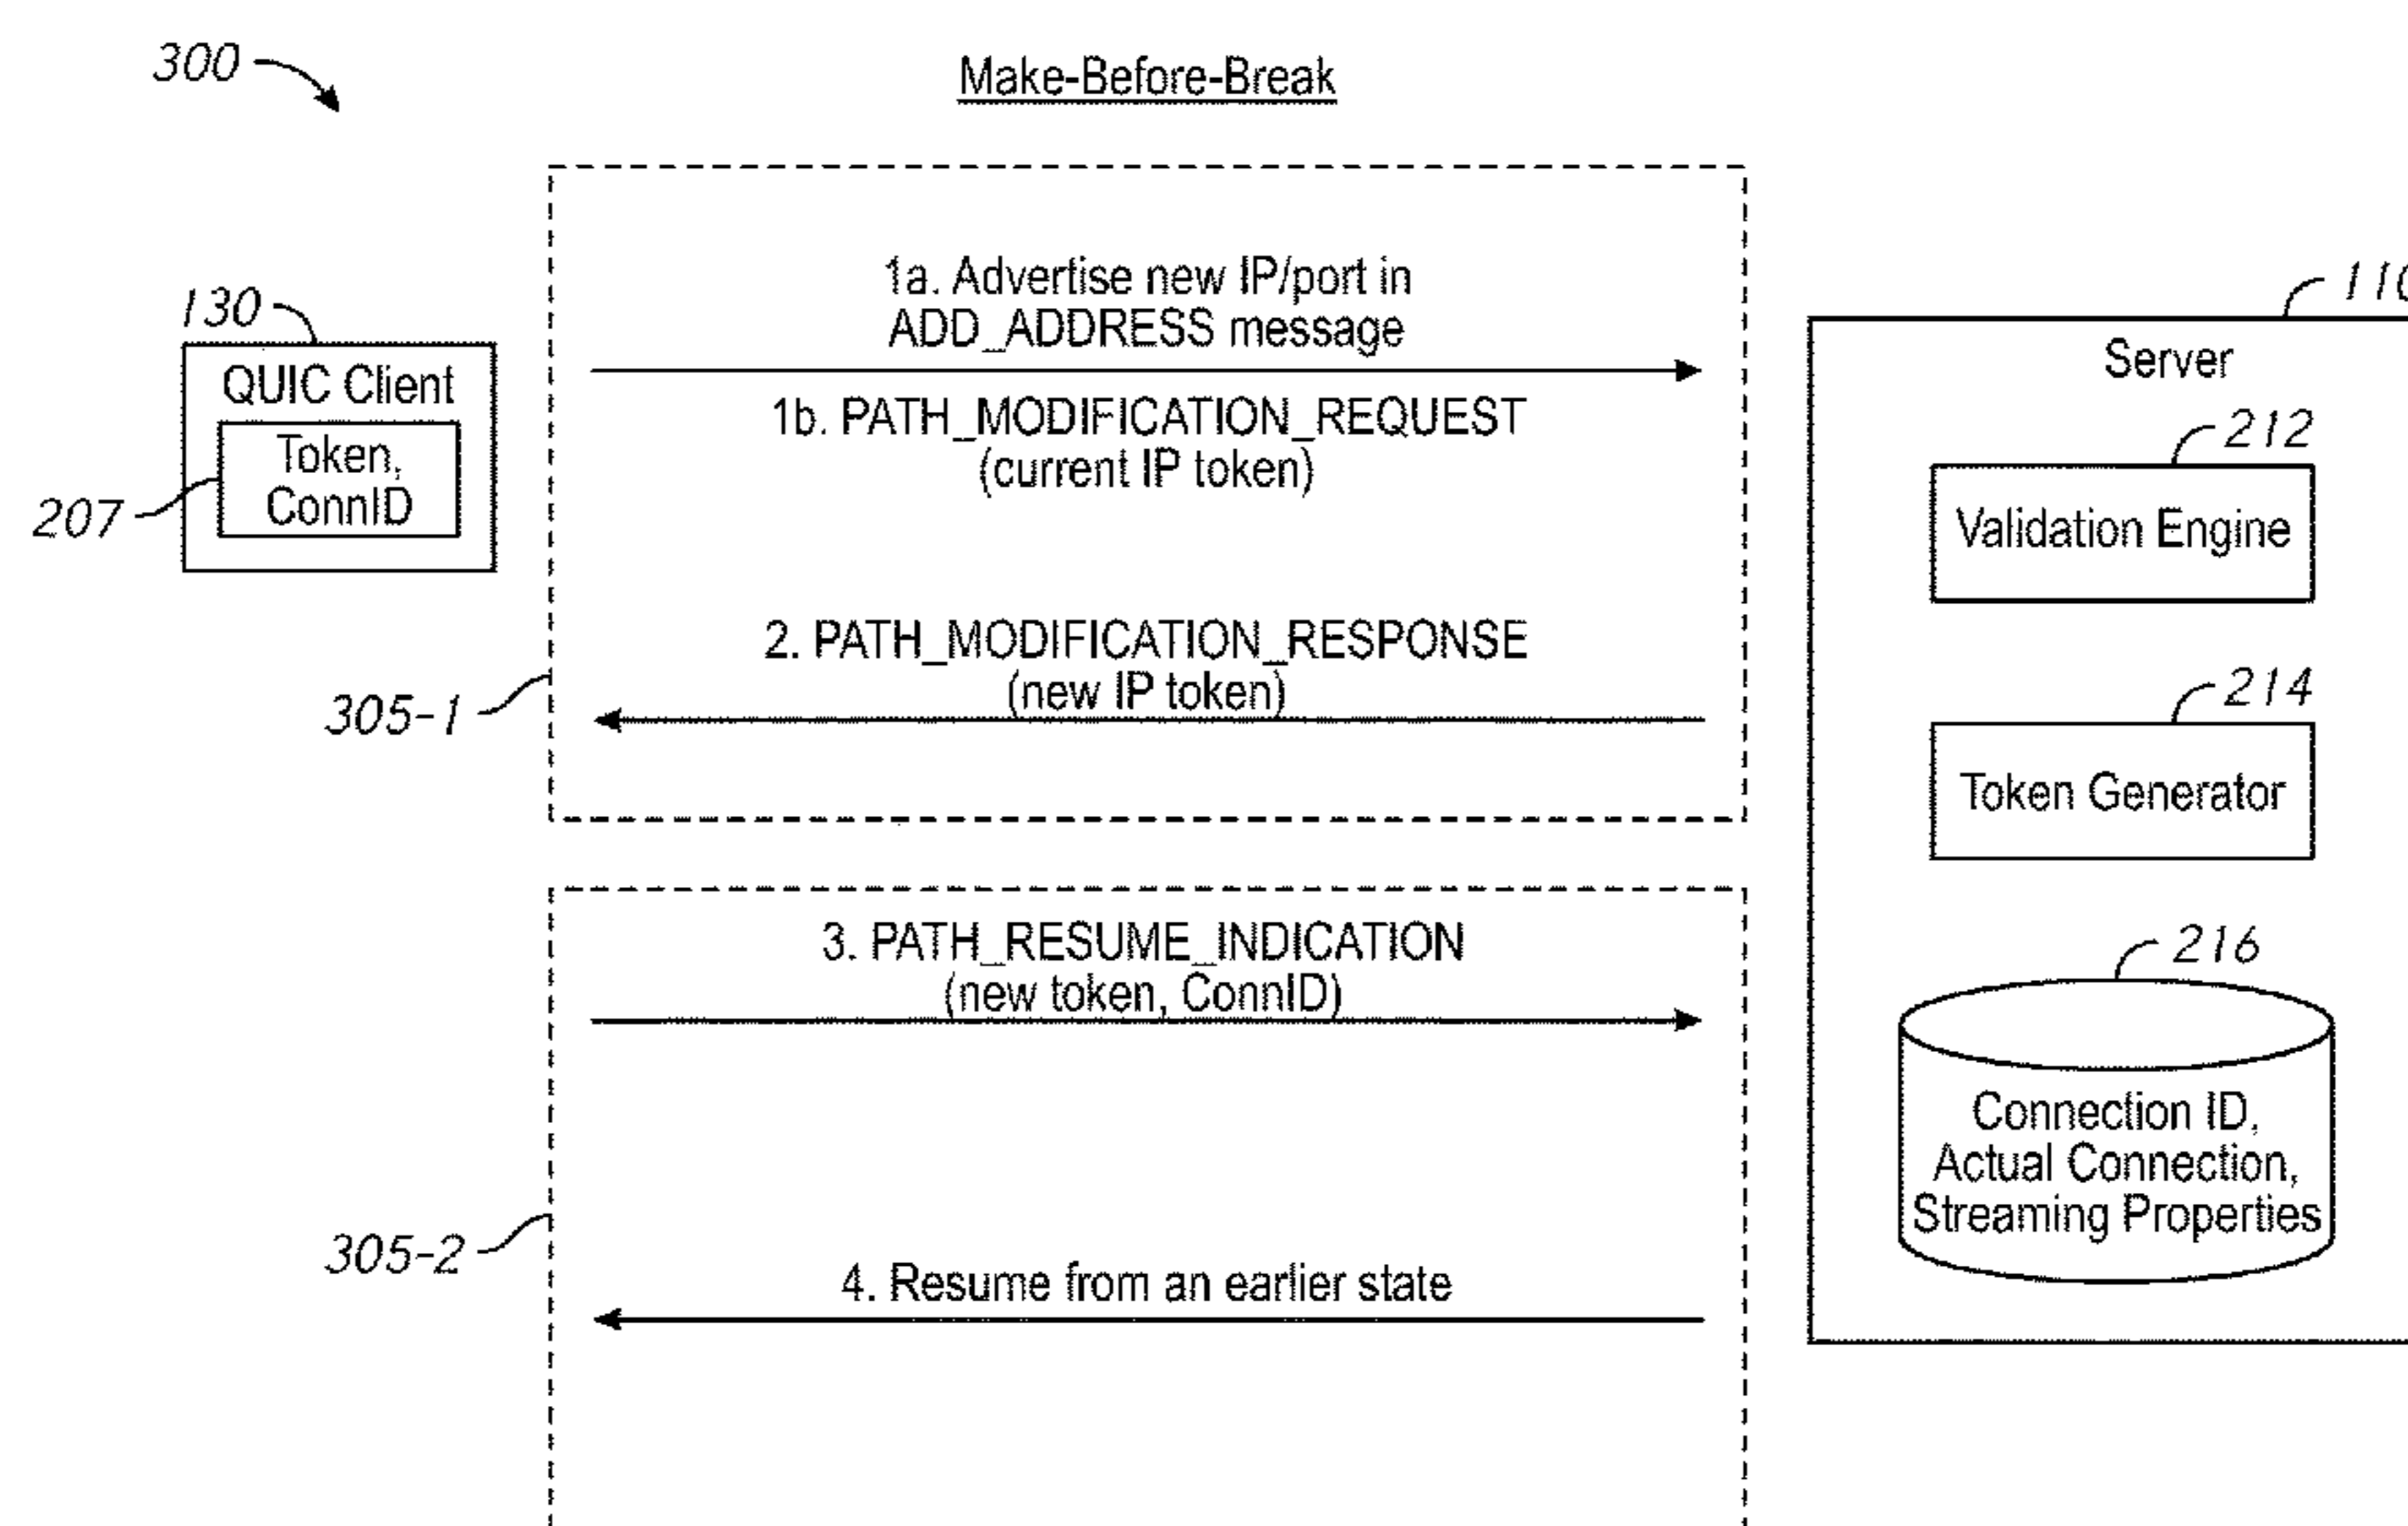 300
Make-Before-Break
130
QUIC Client
Token,
ConnID
207
1a. Advertise new IP/port in
ADD_ADDRESS message
1b. PATH_MODIFICATION_REQUEST
(current IP token)
2. PATH_MODIFICATION_RESPONSE
(new IP token)
305-1
3. PATH_RESUME_INDICATION
(new token, ConnID)
4. Resume from an earlier state
305-2
110
Server
212
Validation Engine
214
Token Generator
216
Connection ID,
Actual Connection,
Streaming Properties